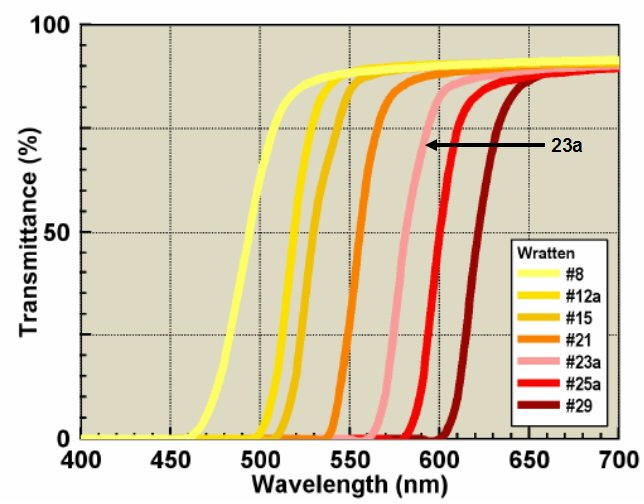 100
Transmittance (%)
23a
50
Wratten
#8
#12a
#15
#21
#23a
#25a
#29
0
400 450 500 550 600 650 700
Wavelength (nm)